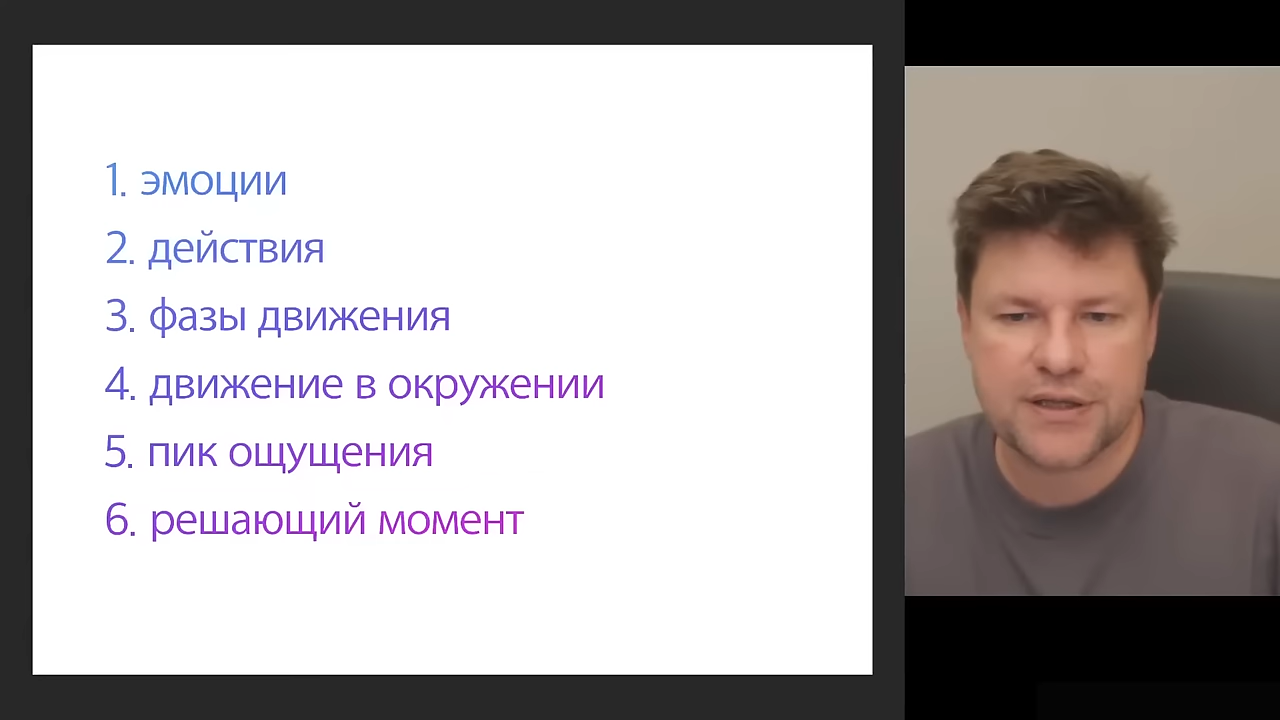 1. эмоции
2. действия
3. фазы движения
4. движение в окружении
5. пик ощущения
6. решающий момент